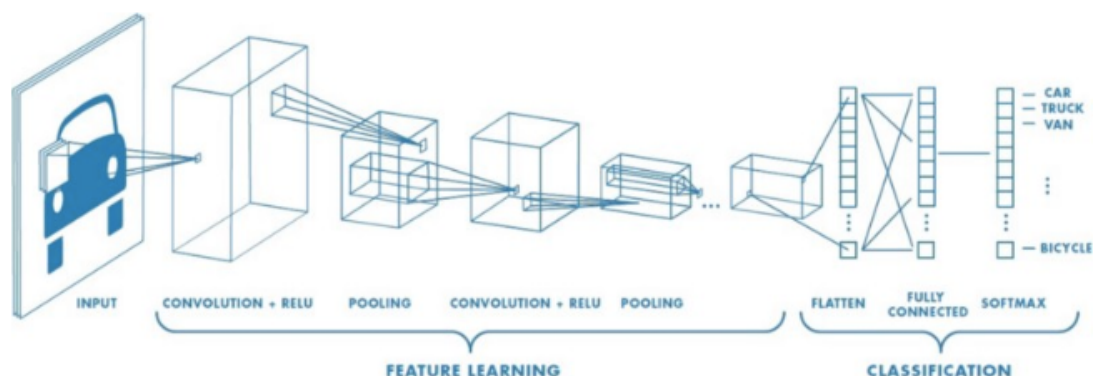 CAR
TRUCK
VAN
BICYCLE
INPUT
CONVOLUTION + RELU
POOLING
CONVOLUTION + RELU
POOLING
FLATTEN
FULLY
CONNECTED
SOFTMAX
FEATURE LEARNING
CLASSIFICATION